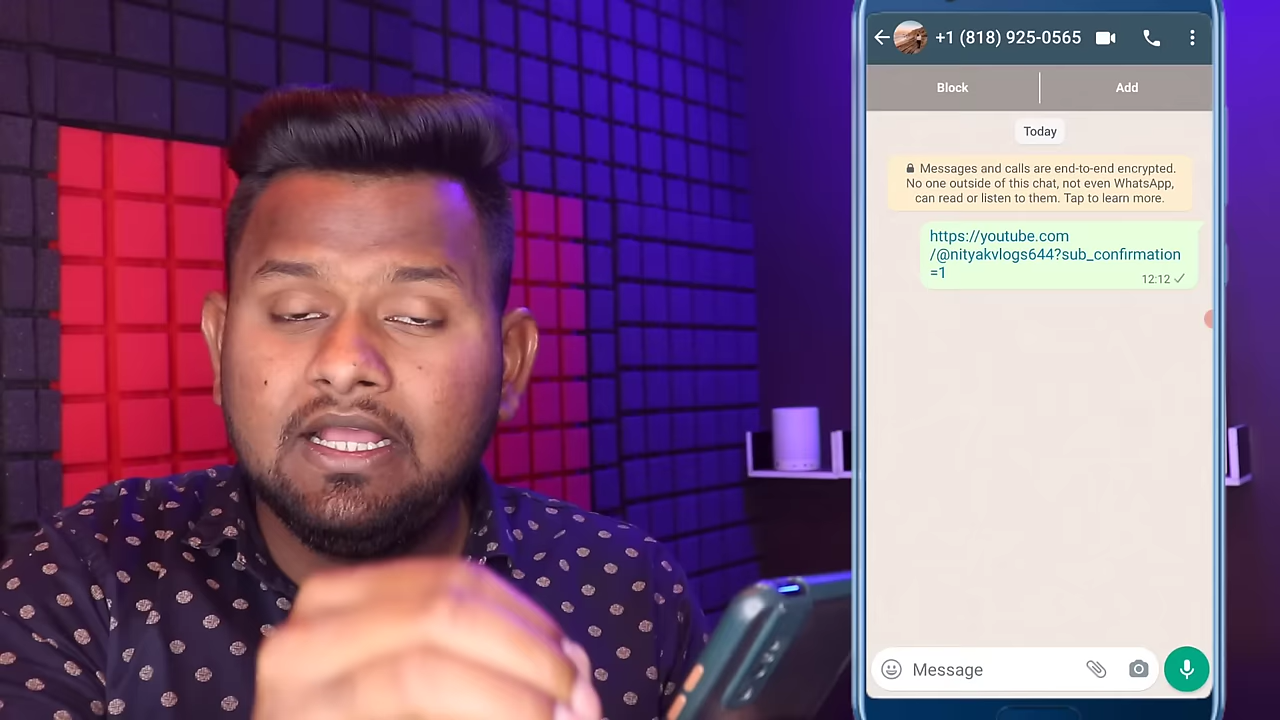 +1 (818) 925-0565
Block
Add
Today
Messages and calls are end-to-end encrypted.
No one outside of this chat, not even WhatsApp,
can read or listen to them. Tap to learn more.
https://youtube.com
/@nityakvlogs644?sub_confirmation
=1
12:12
Message